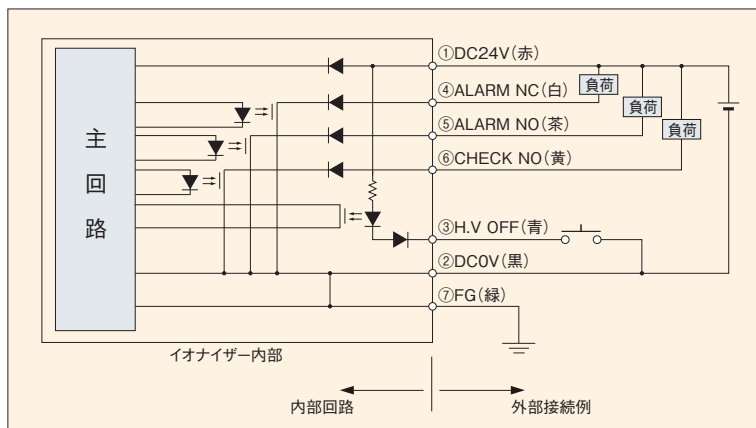 主回路
①DC24V(赤)
④ALARM NC(白)
⑤ALARM NO(茶)
⑥CHECK NO(黄)
③H.V OFF(青)
②DC0V(黒)
⑦FG(緑)
負荷
負荷
負荷
イオナイザー内部
内部回路
外部接続例